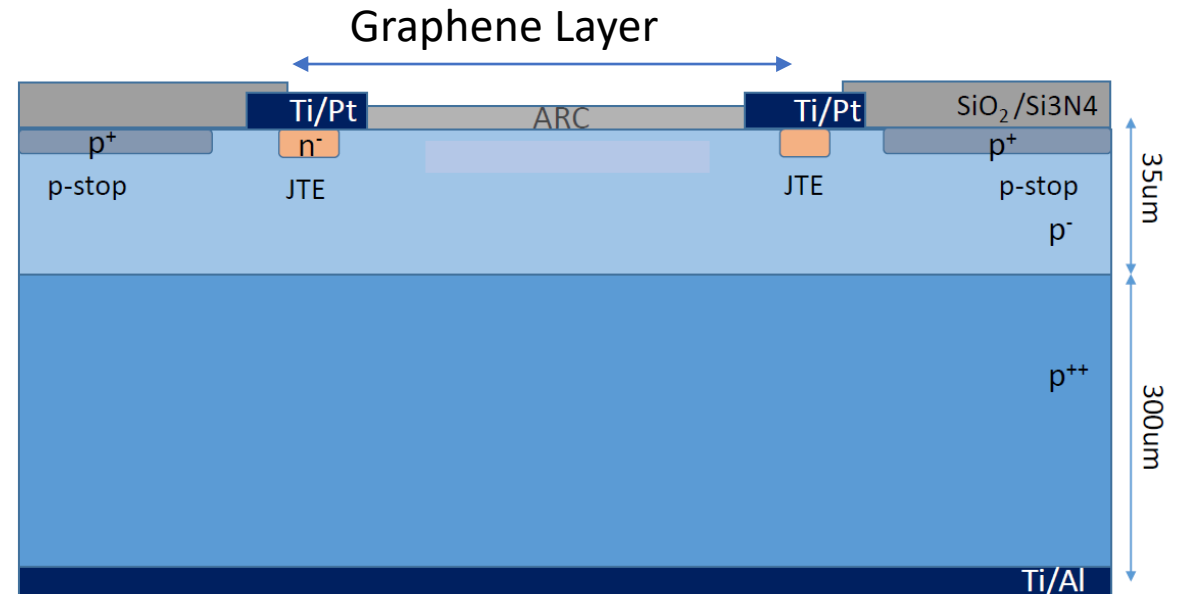 Graphene Layer
Ti/Pt
ARC
Ti/Pt
SiO₂/Si3N4
p⁺
n⁻
p⁺
p-stop
JTE
JTE
p-stop
p⁻
35um
p⁺⁺
300um
Ti/Al